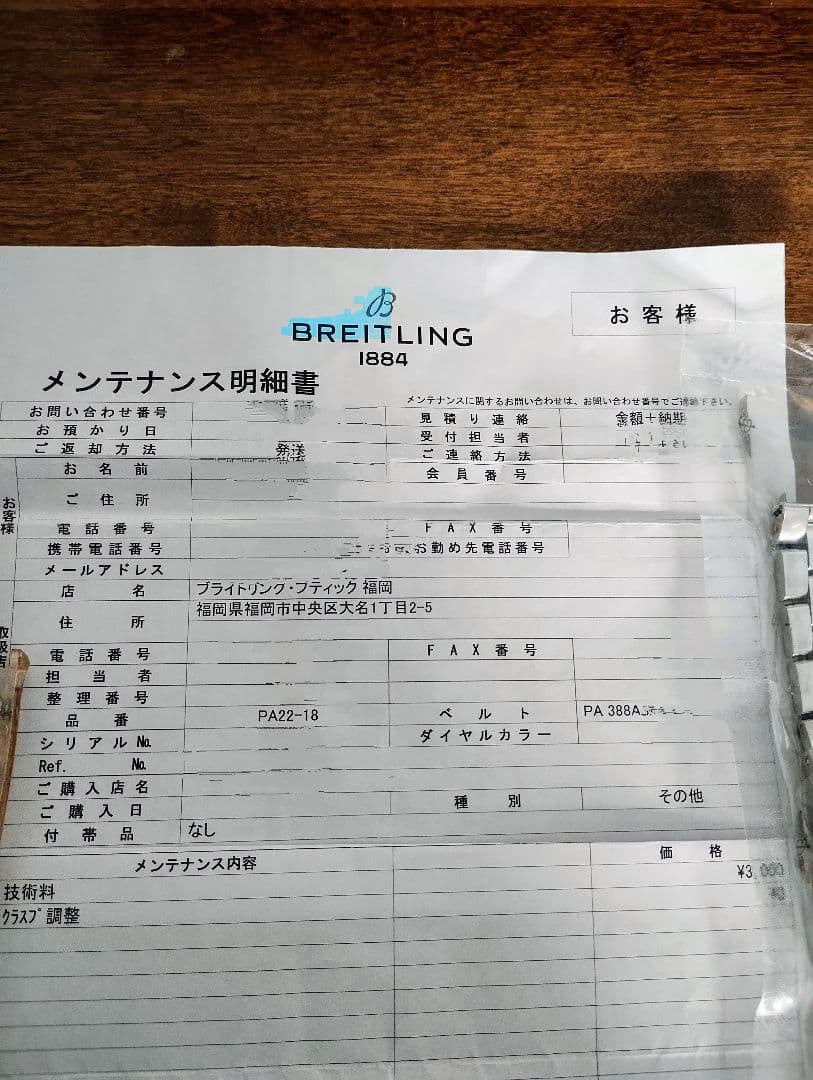 B
BREITLING
1884
お客様
メンテナンス明細書
メンテナンスに関するお問い合わせは、お問い合わせ番号でご連絡下さい。
お問い合わせ番号
見積り連絡 金額+納期
お預かり日
受付担当者
ご返却方法 発送
ご連絡方法
お客様
お名前
会員番号
ご住所
電話番号 FAX番号
携帯電話番号 お勤め先電話番号
メールアドレス
取扱店
店名 ブライトリング・ブティック 福岡
住所 福岡県福岡市中央区大名1丁目2-5
電話番号 FAX番号
担当者
整理番号
品番 PA22-18 ベルト PA 388A
シリアルNo. ダイヤルカラー
Ref. No.
ご購入店名
ご購入日 種別 その他
付帯品 なし
メンテナンス内容 価格
技術料 ¥3,000
クラスプ調整 ¥0